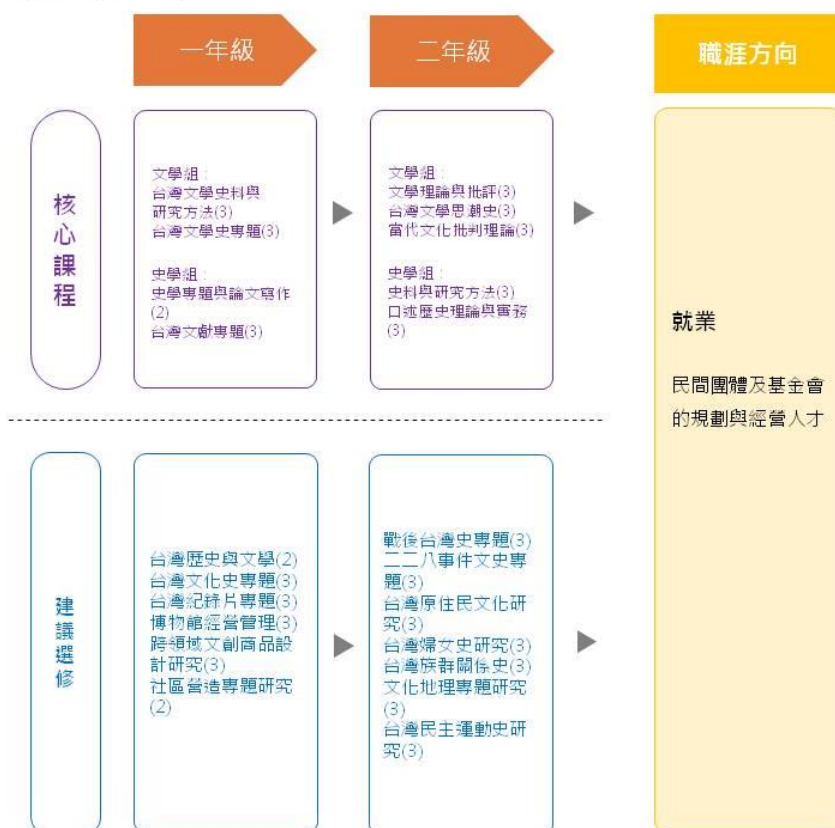 一年級
二年級
職涯方向
核心課程
文學組：
台灣文學史料與
研究方法(3)
台灣文學史專題(3)
史學組：
史學專題與論文寫作
(2)
台灣文獻專題(3)
文學組：
文學理論與批評(3)
台灣文學思潮史(3)
當代文化批判理論(3)
史學組：
史料與研究方法(3)
口述歷史理論與實務
(3)
就業
民間團體及基金會
的規劃與經營人才
建議選修
台灣歷史與文學(2)
台灣文化史專題(3)
台灣紀錄片專題(3)
博物館經營管理(3)
跨領域文創商品設
計研究(3)
社區營造專題研究
(2)
戰後台灣史專題(3)
二二八事件文史專
題(3)
台灣原住民文化研
究(3)
台灣婦女史研究(3)
台灣族群關係史(3)
文化地理專題研究
(3)
台灣民主運動史研
究(3)